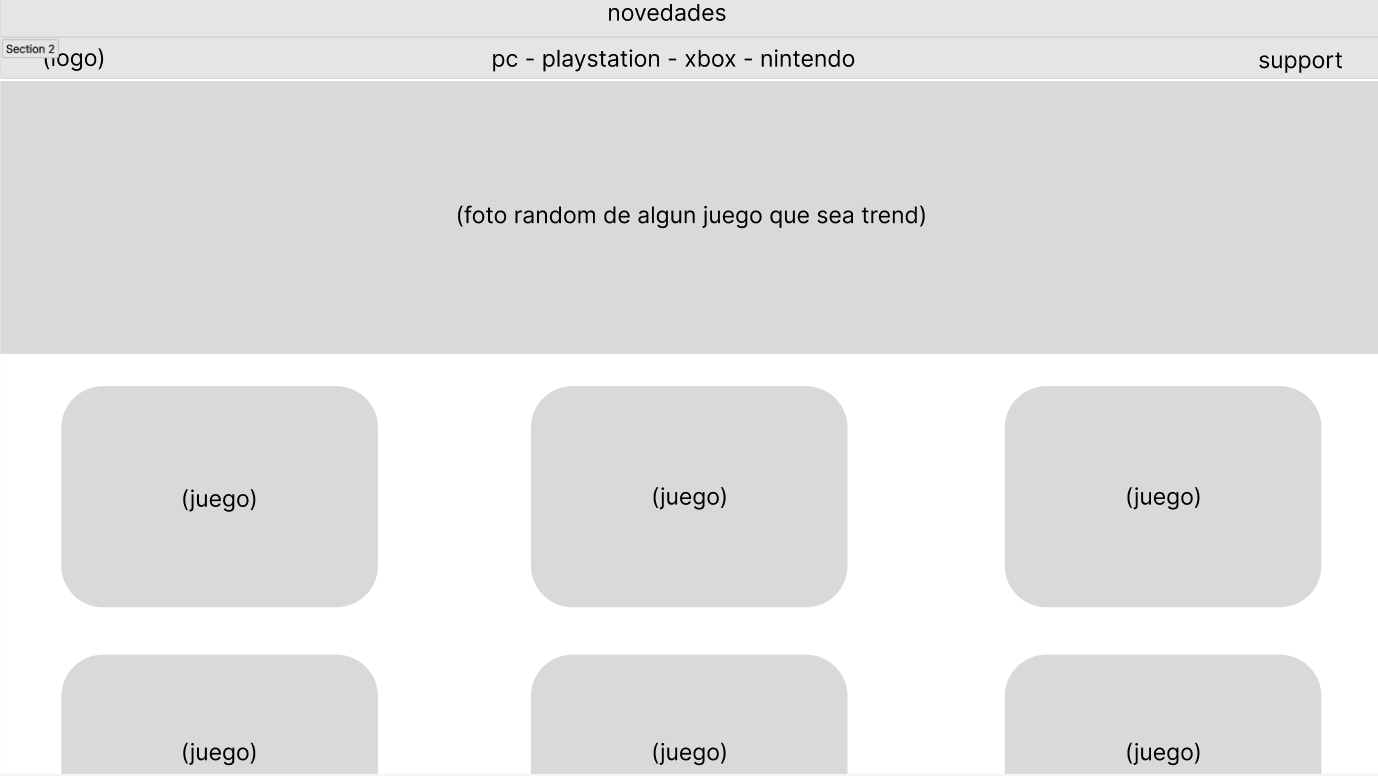 novedades
Section 2
(logo)
pc - playstation - xbox - nintendo
support
(foto random de algun juego que sea trend)
(juego)
(juego)
(juego)
(juego)
(juego)
(juego)